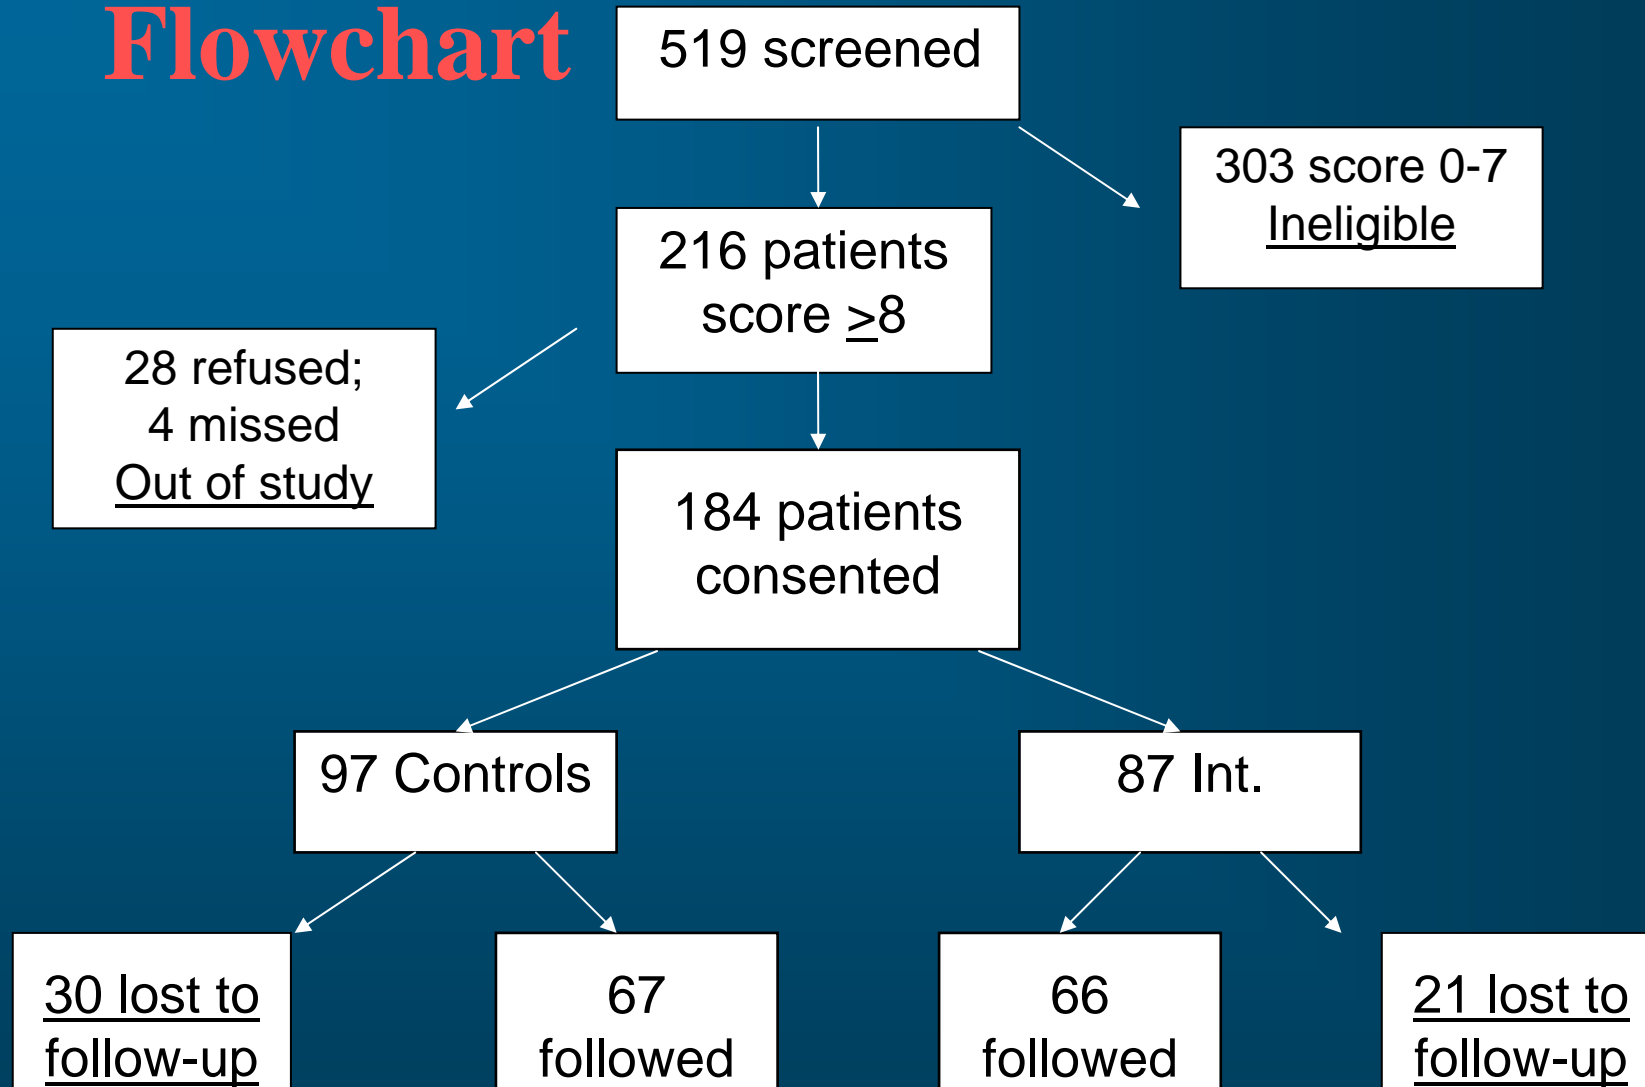 Flowchart
519 screened
303 score 0-7
Ineligible
216 patients
score >8
28 refused;
4 missed
Out of study
184 patients
consented
97 Controls
87 Int.
30 lost to
follow-up
67
followed
66
followed
21 lost to
follow-up